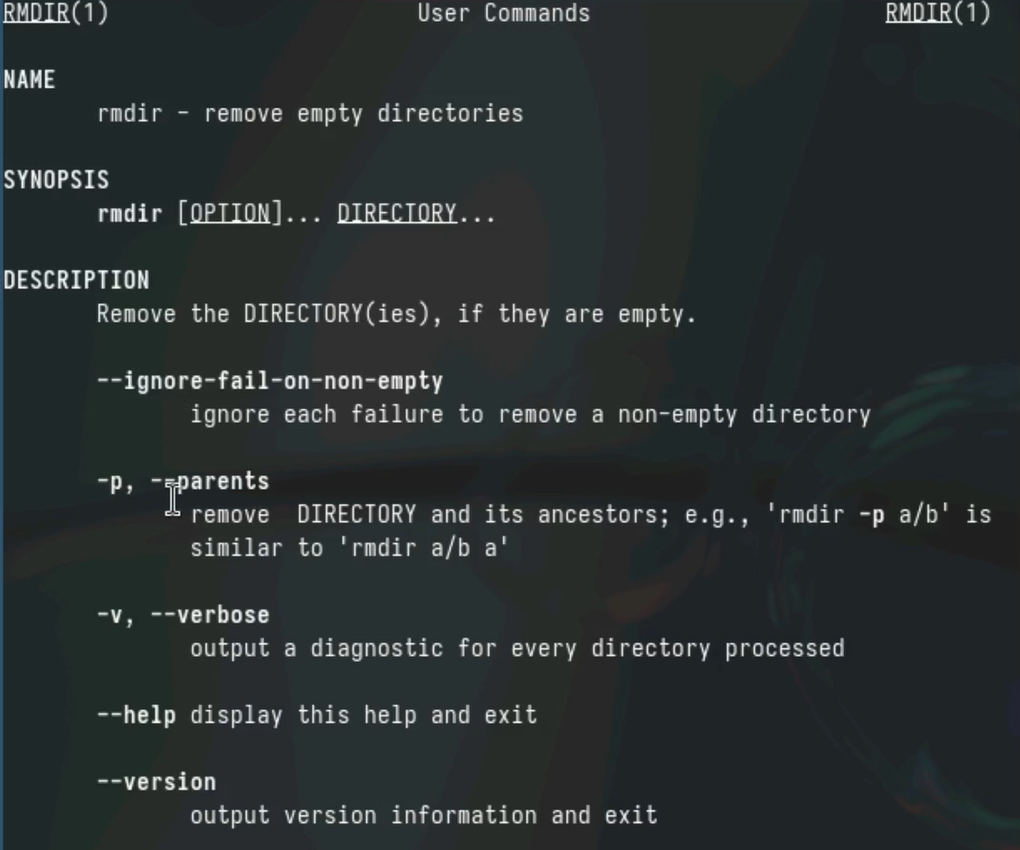 RMDIR(1) User Commands RMDIR(1)
NAME
rmdir - remove empty directories
SYNOPSIS
rmdir [OPTION]... DIRECTORY...
DESCRIPTION
Remove the DIRECTORY(ies), if they are empty.
--ignore-fail-on-non-empty
ignore each failure to remove a non-empty directory
-p, --parents
remove  DIRECTORY and its ancestors; e.g., 'rmdir -p a/b' is
similar to 'rmdir a/b a'
-v, --verbose
output a diagnostic for every directory processed
--help display this help and exit
--version
output version information and exit